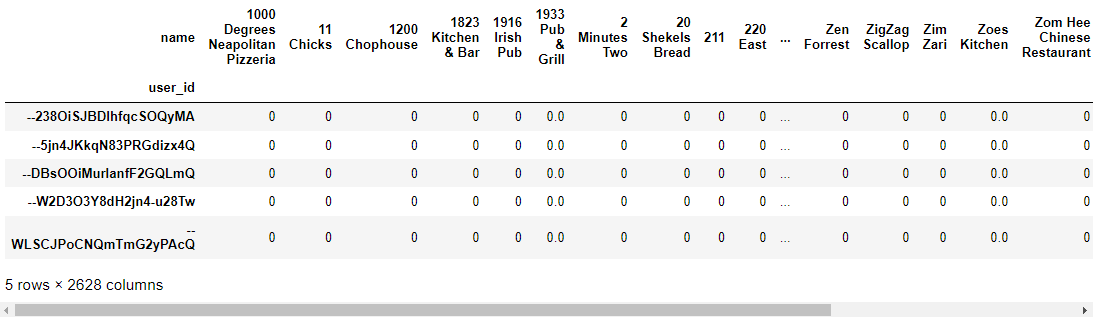 name
1000
Degrees
Neapolitan
Pizzeria
11
Chicks
1200
Chophouse
1823
Kitchen
& Bar
1916
Irish
Pub
1933
Pub
&
Grill
2
Minutes
Two
20
Shekels
Bread
211
220
East
...
Zen
Forrest
ZigZag
Scallop
Zim
Zari
Zoes
Kitchen
Zom Hee
Chinese
Restaurant
user_id
--238OiSJBDlhfqcSOQyMA 0 0 0 0 0 0.0 0 0 0 0 ... 0 0 0 0.0 0
--5jn4JKkqN83PRGdizx4Q 0 0 0 0 0 0.0 0 0 0 0 ... 0 0 0 0.0 0
--DBsOOiMurlanfF2GQLmQ 0 0 0 0 0 0.0 0 0 0 0 ... 0 0 0 0.0 0
--W2D3O3Y8dH2jn4-u28Tw 0 0 0 0 0 0.0 0 0 0 0 ... 0 0 0 0.0 0
--
WLSCJPoCNQmTmG2yPAcQ 0 0 0 0 0 0.0 0 0 0 0 ... 0 0 0 0.0 0
5 rows × 2628 columns